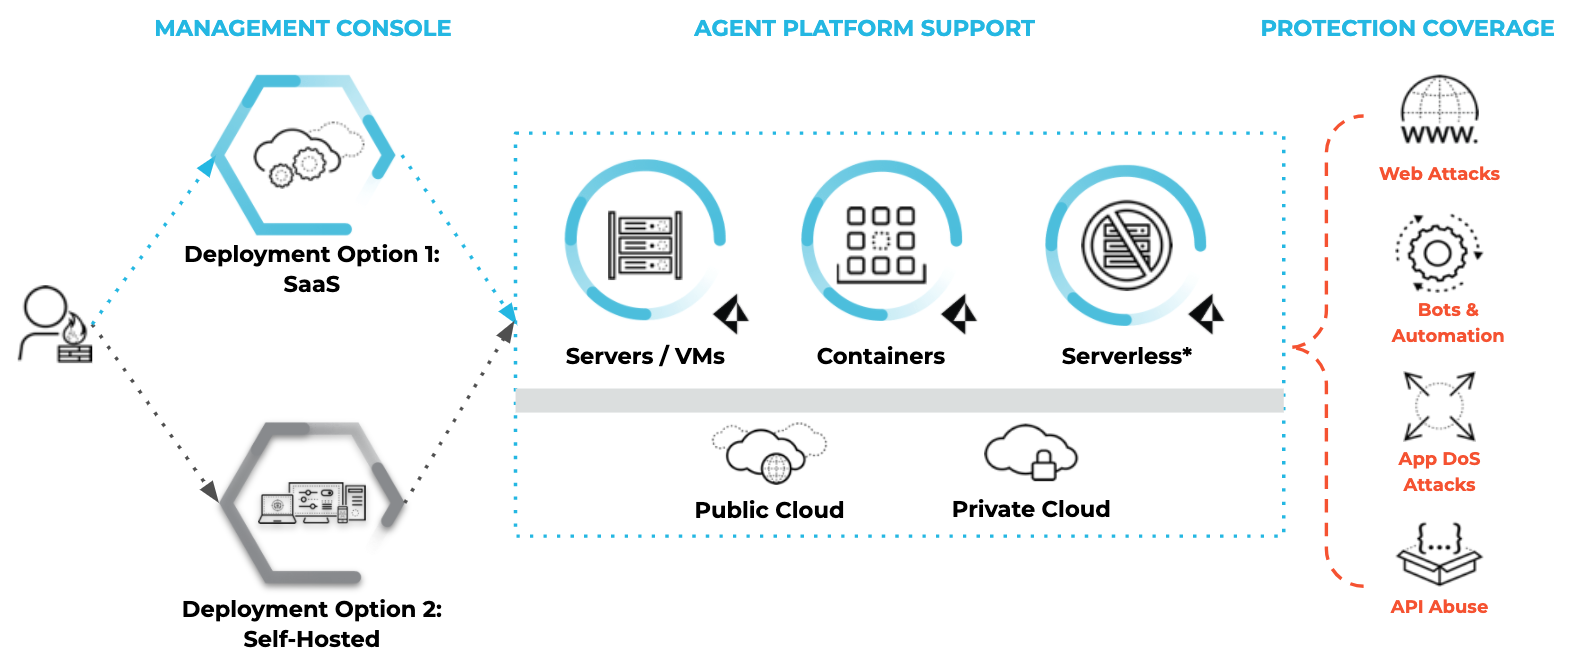 MANAGEMENT CONSOLE
AGENT PLATFORM SUPPORT
PROTECTION COVERAGE
Deployment Option 1:
SaaS
Deployment Option 2:
Self-Hosted
Servers / VMs
Containers
Serverless*
Public Cloud
Private Cloud
WWW.
Web Attacks
Bots &
Automation
App DoS
Attacks
{...}
API Abuse